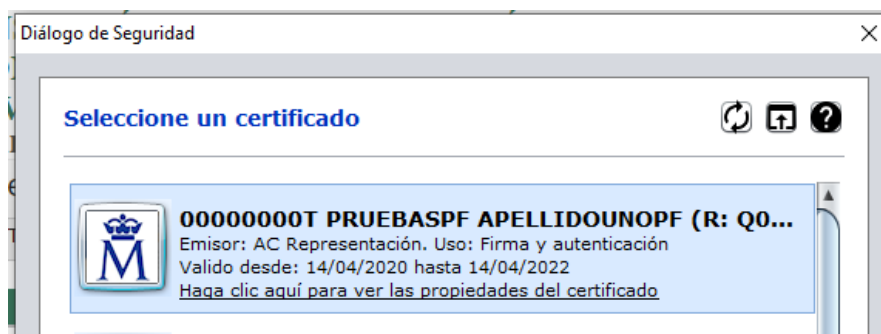 Diálogo de Seguridad
Seleccione un certificado
00000000T PRUEBASPF APELLIDOUNOPF (R: Q0...
Emisor: AC Representación. Uso: Firma y autenticación
Valido desde: 14/04/2020 hasta 14/04/2022
Haga clic aquí para ver las propiedades del certificado